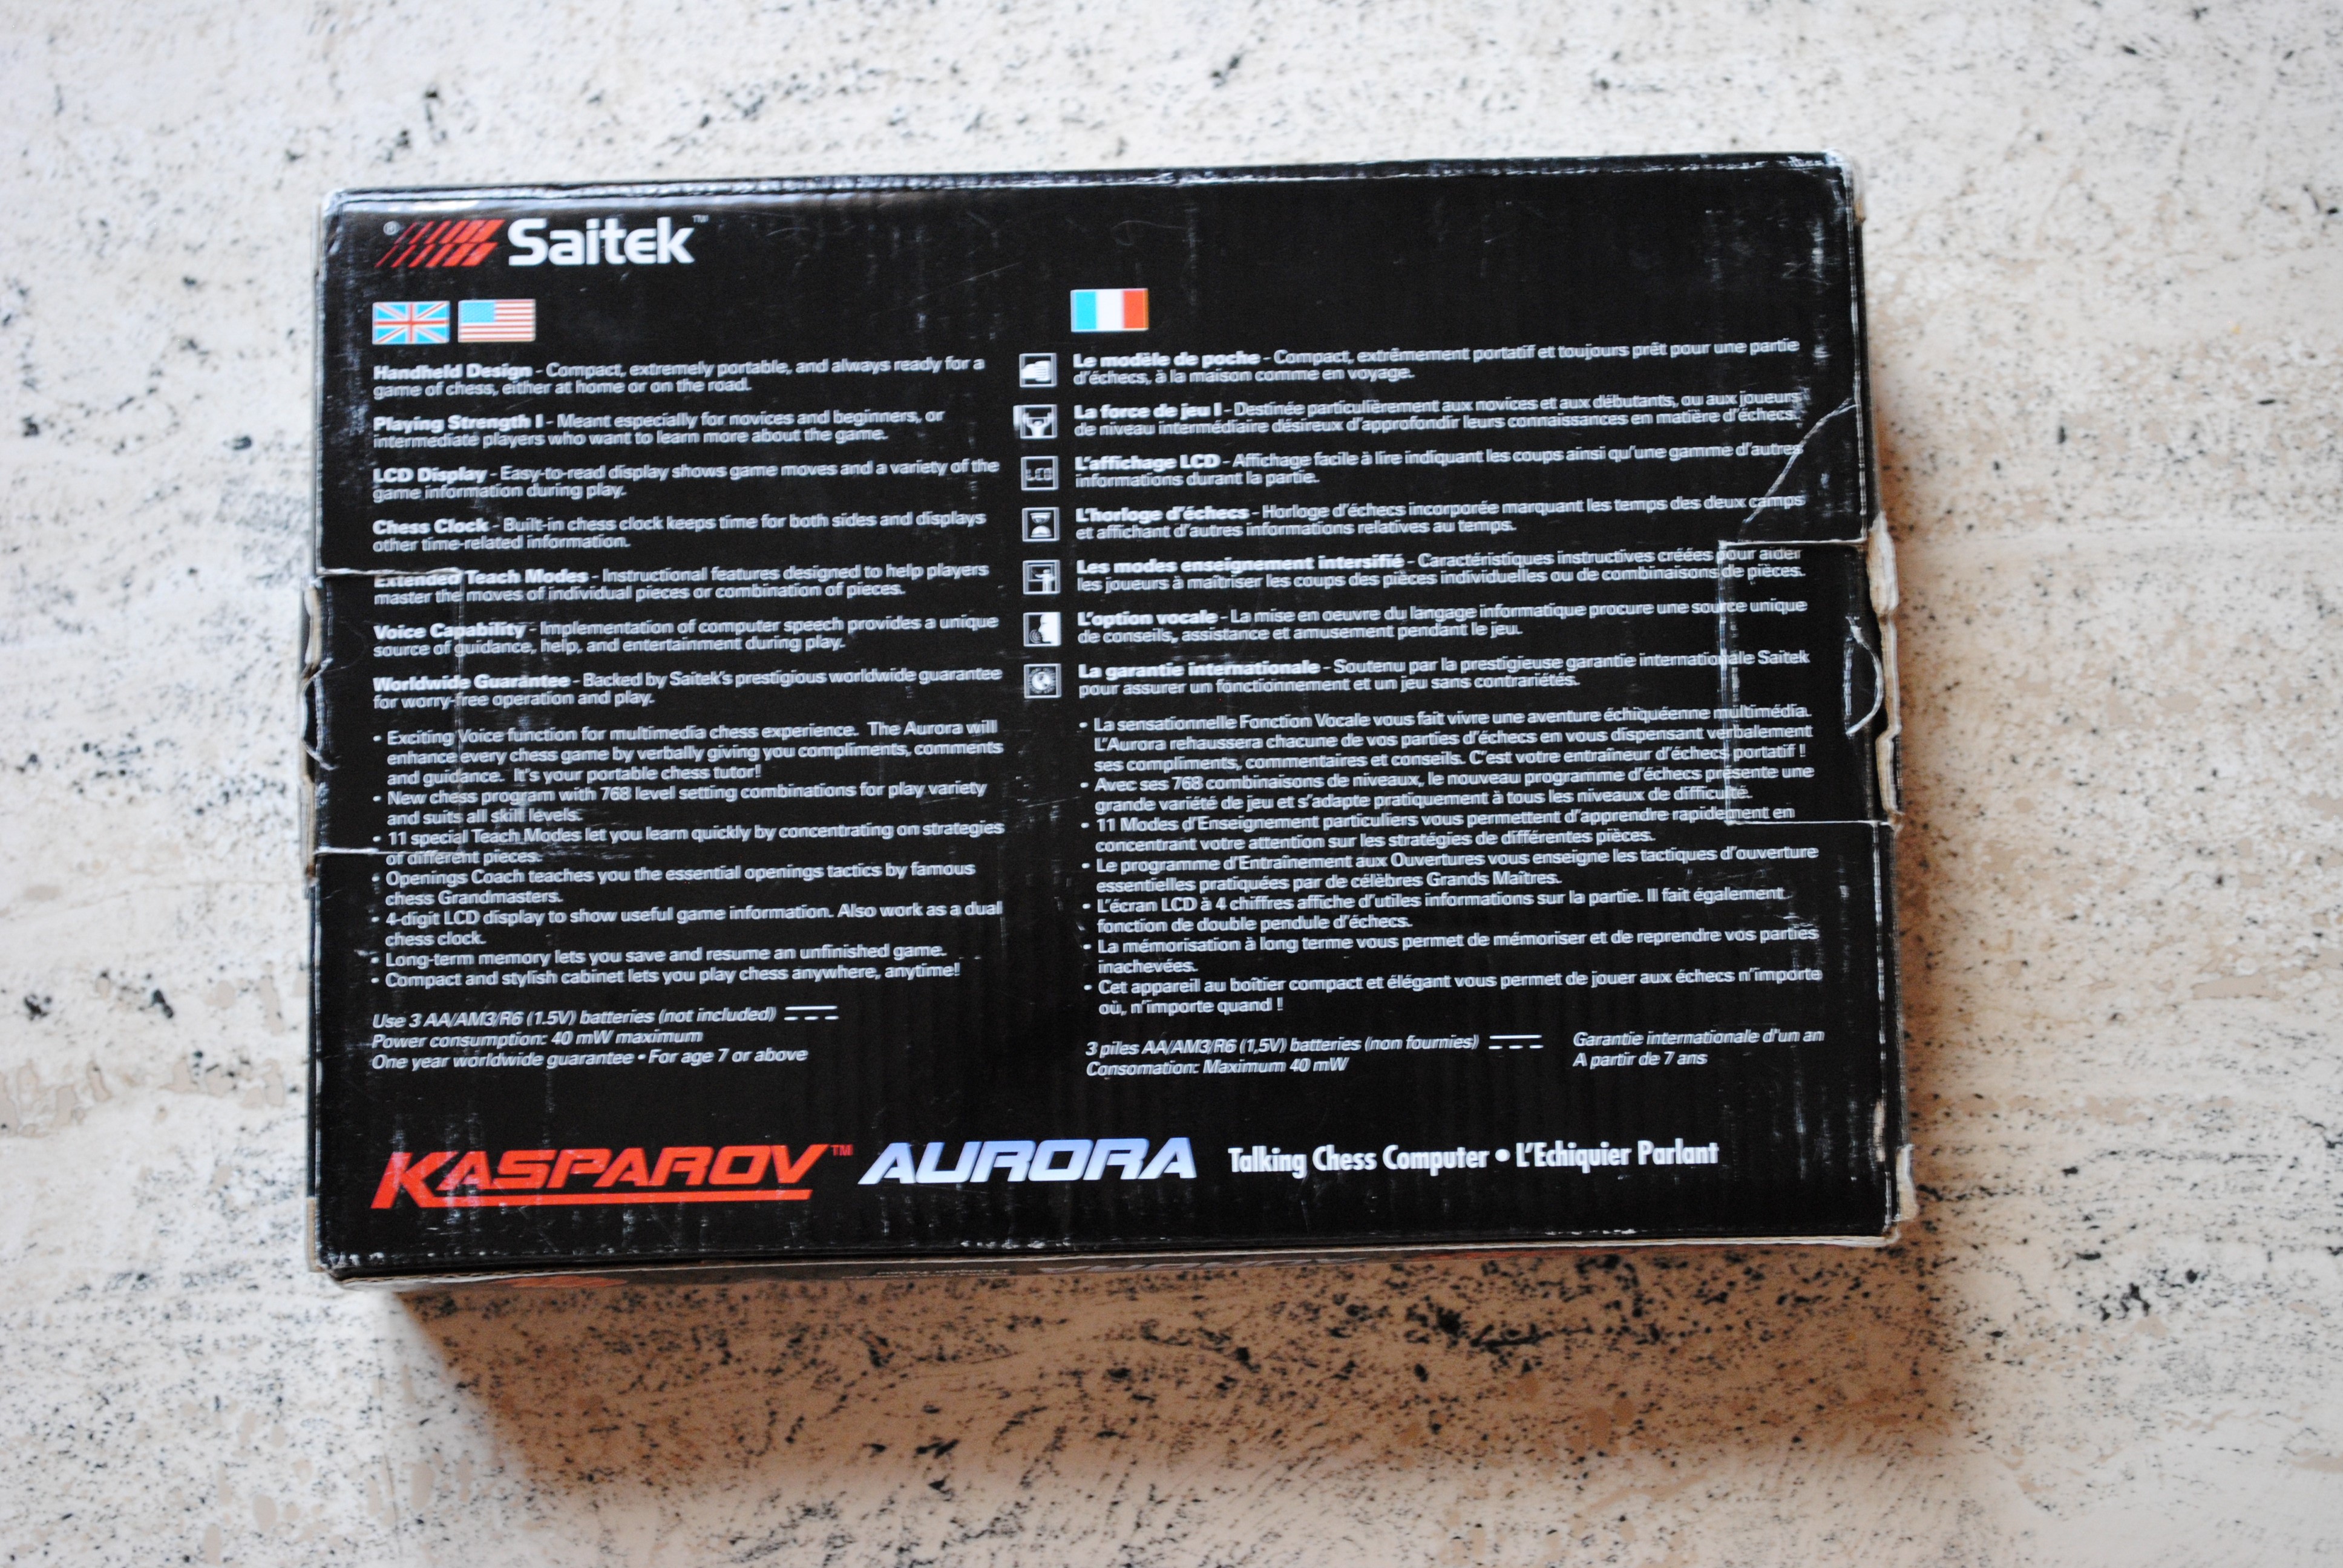 ® Saitek™
Handheld Design - Compact, extremely portable, and always ready for a
game of chess, either at home or on the road.
Playing Strength I - Meant especially for novices and beginners, or
intermediate players who want to learn more about the game.
LCD Display - Easy-to-read display shows game moves and a variety of the
game information during play.
Chess Clock - Built-in chess clock keeps time for both sides and displays
other time-related information.
Extended Teach Modes - Instructional features designed to help players
master the moves of individual pieces or combination of pieces.
Voice Capability - Implementation of computer speech provides a unique
source of guidance, help, and entertainment during play.
Worldwide Guarantee - Backed by Saitek's prestigious worldwide guarantee
for worry-free operation and play.
• Exciting Voice function for multimedia chess experience. The Aurora will
enhance every chess game by verbally giving you compliments, comments
and guidance. It's your portable chess tutor!
• New chess program with 768 level setting combinations for play variety
and suits all skill levels.
• 11 special Teach Modes let you learn quickly by concentrating on strategies
of different pieces.
• Openings Coach teaches you the essential openings tactics by famous
chess Grandmasters.
• 4-digit LCD display to show useful game information. Also work as a dual
chess clock.
• Long-term memory lets you save and resume an unfinished game.
• Compact and stylish cabinet lets you play chess anywhere, anytime!
Use 3 AA/AM3/R6 (1.5V) batteries (not included)
Power consumption: 40 mW maximum
One year worldwide guarantee • For age 7 or above
LCD
Le modèle de poche - Compact, extrêmement portatif et toujours prêt pour une partie
d'échecs, à la maison comme en voyage.
La force de jeu I - Destinée particulièrement aux novices et aux débutants, ou aux joueurs
de niveau intermédiaire désireux d'approfondir leurs connaissances en matière d'échecs.
L'affichage LCD - Affichage facile à lire indiquant les coups ainsi qu'une gamme d'autres
informations durant la partie.
L'horloge d'échecs - Horloge d'échecs incorporée marquant les temps des deux camps
et affichant d'autres informations relatives au temps.
Les modes enseignement intersifié - Caractéristiques instructives créées pour aider
les joueurs à maîtriser les coups des pièces individuelles ou de combinaisons de pièces.
L'option vocale - La mise en oeuvre du langage informatique procure une source unique
de conseils, assistance et amusement pendant le jeu.
La garantie internationale - Soutenu par la prestigieuse garantie internationale Saitek
pour assurer un fonctionnement et un jeu sans contrariétés.
• La sensationnelle Fonction Vocale vous fait vivre une aventure échiquéenne multimédia.
L'Aurora rehaussera chacune de vos parties d'échecs en vous dispensant verbalement
ses compliments, commentaires et conseils. C'est votre entraîneur d'échecs portatif !
• Avec ses 768 combinaisons de niveaux, le nouveau programme d'échecs présente une
grande variété de jeu et s'adapte pratiquement à tous les niveaux de difficulté.
• 11 Modes d'Enseignement particuliers vous permettent d'apprendre rapidement en
concentrant votre attention sur les stratégies de différentes pièces.
• Le programme d'Entraînement aux Ouvertures vous enseigne les tactiques d'ouverture
essentielles pratiquées par de célèbres Grands Maîtres.
• L'écran LCD à 4 chiffres affiche d'utiles informations sur la partie. Il fait également
fonction de double pendule d'échecs.
• La mémorisation à long terme vous permet de mémoriser et de reprendre vos parties
inachevées.
• Cet appareil au boîtier compact et élégant vous permet de jouer aux échecs n'importe
où, n'importe quand !
3 piles AA/AM3/R6 (1,5V) batteries (non fournies)
Consomation: Maximum 40 mW
Garantie internationale d'un an
A partir de 7 ans
KASPAROV™ AURORA Talking Chess Computer • L'Echiquier Parlant